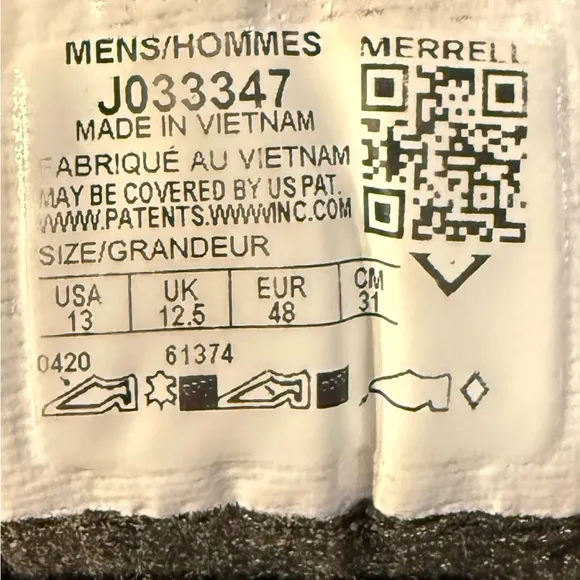 MENS/HOMMES
MERRELL
J033347
MADE IN VIETNAM
FABRIQUÉ AU VIETNAM
MAY BE COVERED BY US PAT.
WWW.PATENTS.WWWINC.COM
SIZE/GRANDEUR
USA UK EUR CM
13 12.5 48 31
0420 61374